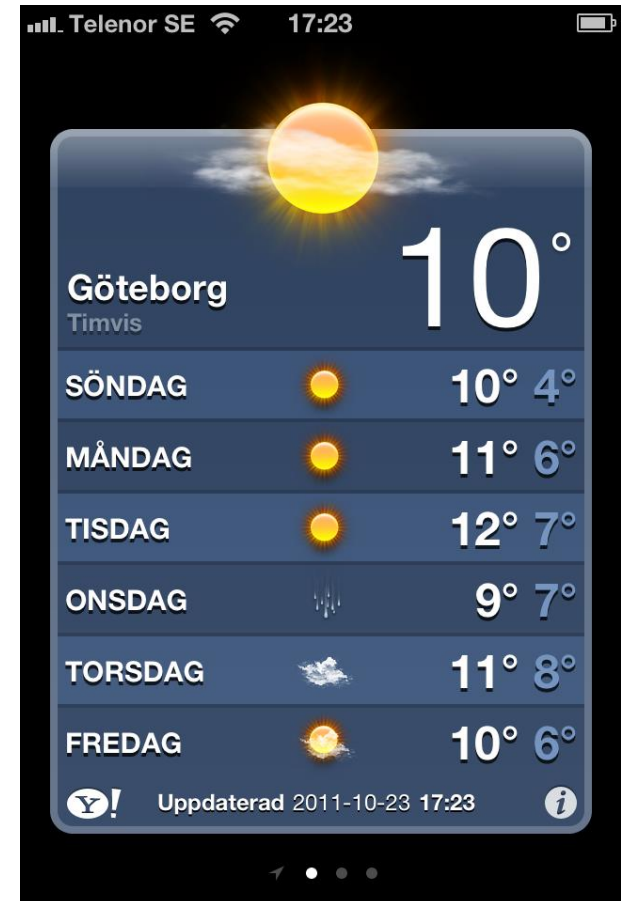 Telenor SE 17:23
10°
Göteborg
Timvis
SÖNDAG 10° 4°
MÅNDAG 11° 6°
TISDAG 12° 7°
ONSDAG 9° 7°
TORSDAG 11° 8°
FREDAG 10° 6°
Y! Uppdaterad 2011-10-23 17:23 i